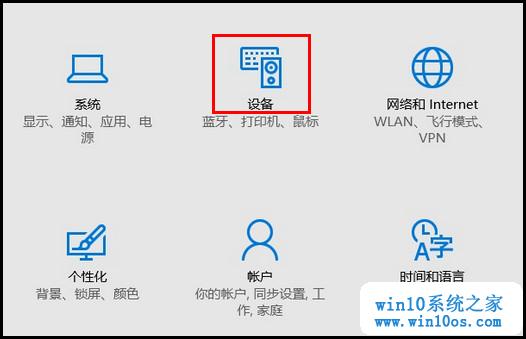 系统
显示、通知、应用、电
源
设备
蓝牙、打印机、鼠标
网络和 Internet
WLAN、飞行模式、
VPN
个性化
背景、锁屏、颜色
帐户
你的帐户, 同步设置, 工
作, 家庭
A字
时间和语言
win10系统之家
www.win10os.com